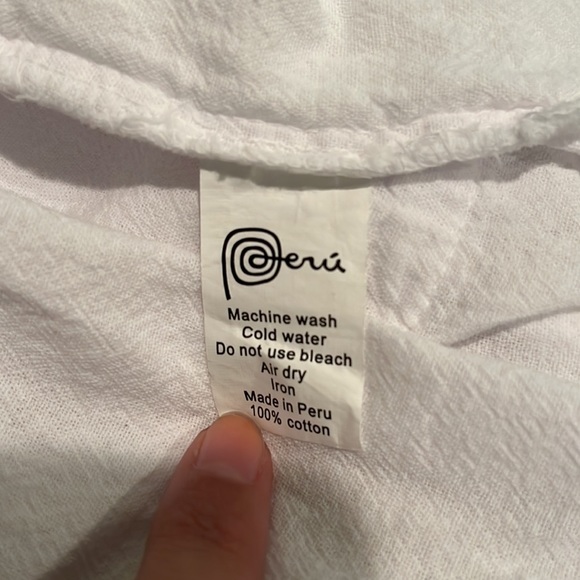 Perú
Machine wash
Cold water
Do not use bleach
Air dry
Iron
Made in Peru
100% cotton